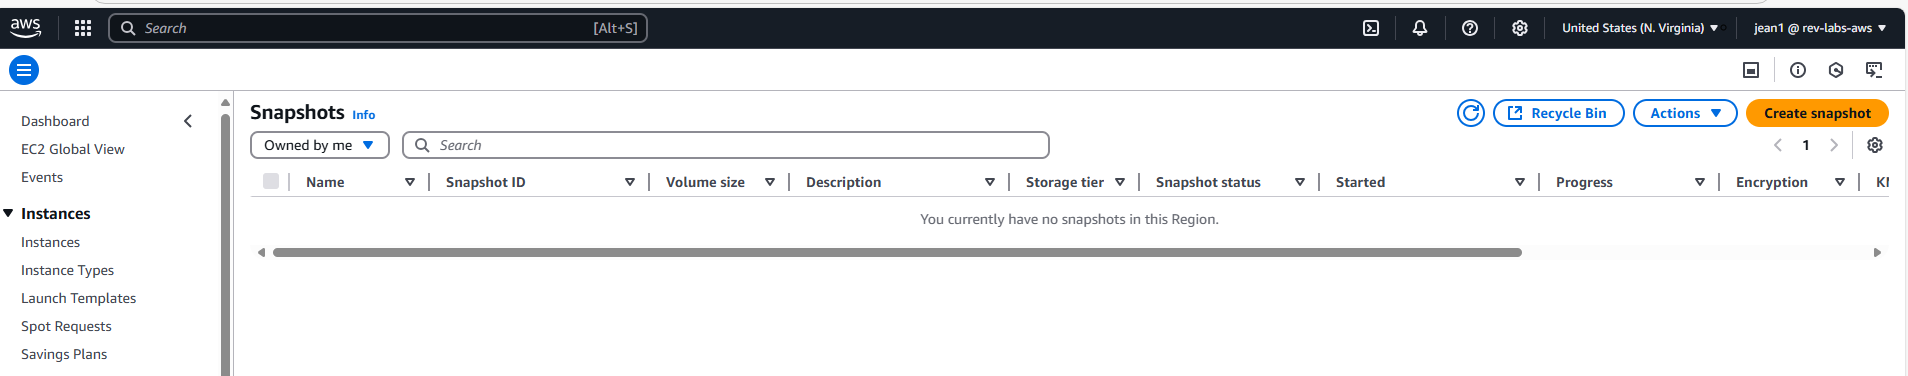 aws
Search [Alt+S] United States (N. Virginia) jean1 @ rev-labs-aws
Dashboard
EC2 Global View
Events
Instances
Instances
Instance Types
Launch Templates
Spot Requests
Savings Plans
Snapshots Info
Recycle Bin Actions Create snapshot
Owned by me Search 1
Name Snapshot ID Volume size Description Storage tier Snapshot status Started Progress Encryption
You currently have no snapshots in this Region.